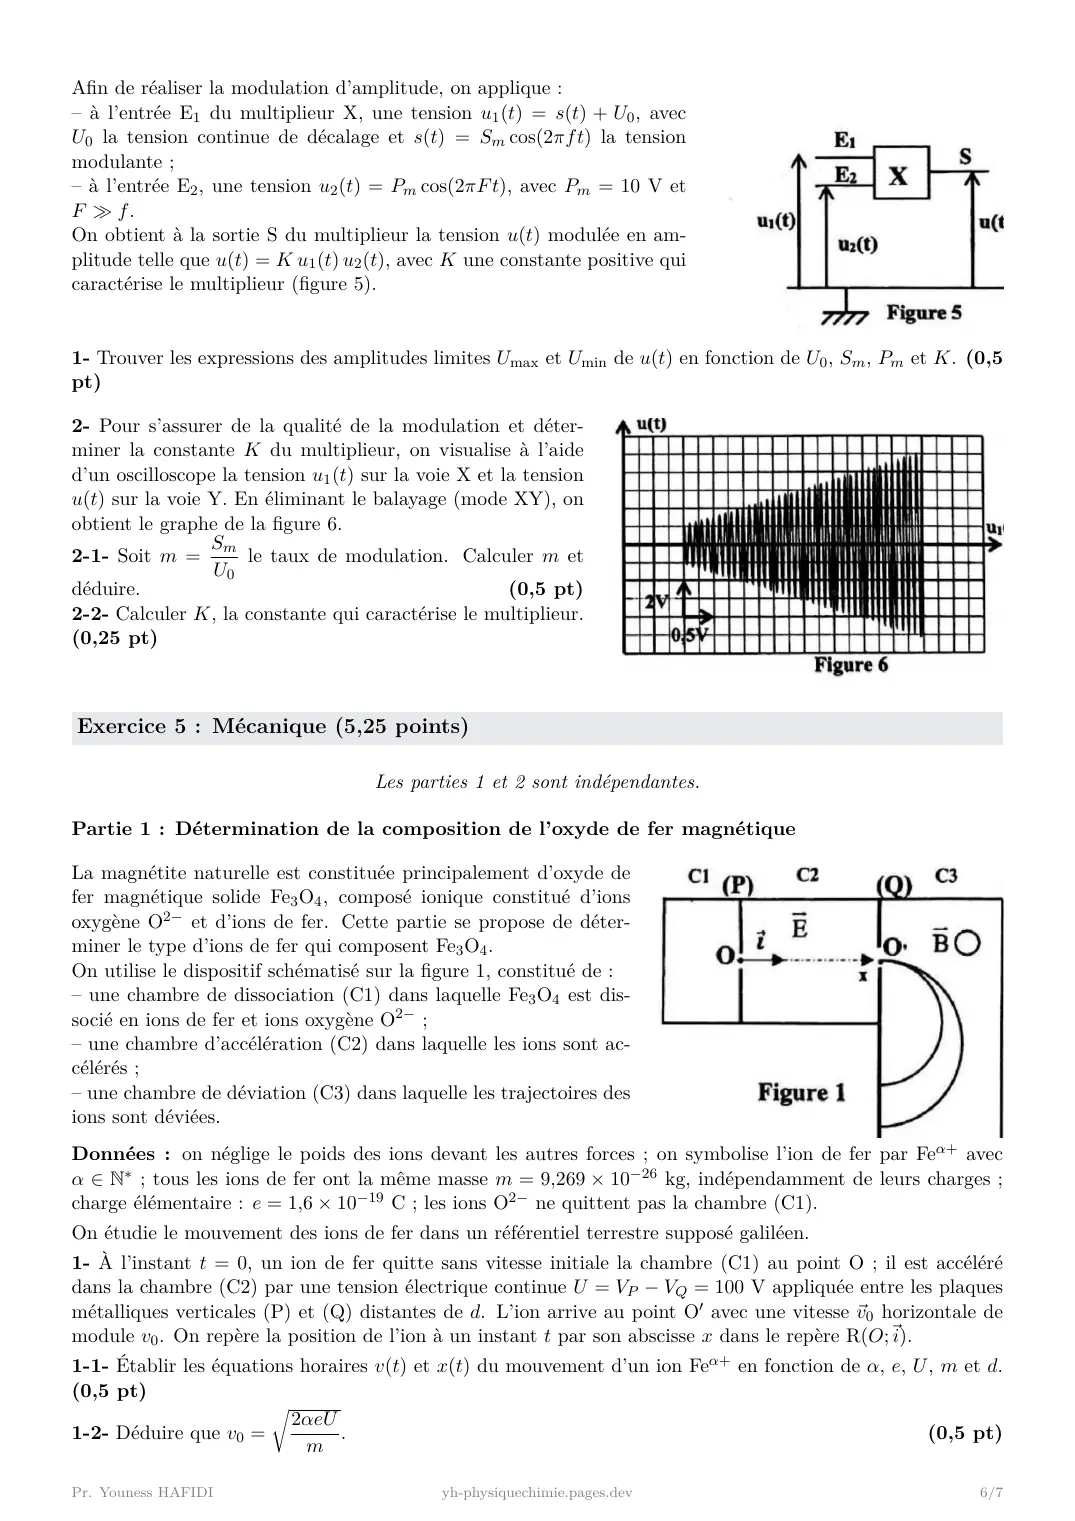 Afin de réaliser la modulation d'amplitude, on applique :
– à l'entrée E₁ du multiplieur X, une tension u₁(t) = s(t) + U₀, avec
U₀ la tension continue de décalage et s(t) = Sₘ cos(2πft) la tension
modulante ;
– à l'entrée E₂, une tension u₂(t) = Pₘ cos(2πFt), avec Pₘ = 10 V et
F ≫ f.
On obtient à la sortie S du multiplieur la tension u(t) modulée en am-
plitude telle que u(t) = K u₁(t) u₂(t), avec K une constante positive qui
caractérise le multiplieur (figure 5).
E₁
E₂
X
S
u₁(t)
u₂(t)
u(t
Figure 5
1- Trouver les expressions des amplitudes limites Uₘₐₓ et Uₘᵢₙ de u(t) en fonction de U₀, Sₘ, Pₘ et K. (0,5
pt)
2- Pour s'assurer de la qualité de la modulation et déter-
miner la constante K du multiplieur, on visualise à l'aide
d'un oscilloscope la tension u₁(t) sur la voie X et la tension
u(t) sur la voie Y. En éliminant le balayage (mode XY), on
obtient le graphe de la figure 6.
2-1- Soit m = Sₘ/U₀ le taux de modulation. Calculer m et
déduire. (0,5 pt)
2-2- Calculer K, la constante qui caractérise le multiplieur.
(0,25 pt)
u(t)
u₁
2V
0,5V
Figure 6
Exercice 5 : Mécanique (5,25 points)
Les parties 1 et 2 sont indépendantes.
Partie 1 : Détermination de la composition de l'oxyde de fer magnétique
La magnétite naturelle est constituée principalement d'oxyde de
fer magnétique solide Fe₃O₄, composé ionique constitué d'ions
oxygène O²⁻ et d'ions de fer. Cette partie se propose de déter-
miner le type d'ions de fer qui composent Fe₃O₄.
On utilise le dispositif schématisé sur la figure 1, constitué de :
– une chambre de dissociation (C1) dans laquelle Fe₃O₄ est dis-
socié en ions de fer et ions oxygène O²⁻ ;
– une chambre d'accélération (C2) dans laquelle les ions sont ac-
célérés ;
– une chambre de déviation (C3) dans laquelle les trajectoires des
ions sont déviées.
C1 (P) C2 (Q) C3
E⃗
O i⃗ x O' B⃗
Figure 1
Données : on néglige le poids des ions devant les autres forces ; on symbolise l'ion de fer par Fe^α+ avec
α ∈ ℕ* ; tous les ions de fer ont la même masse m = 9,269 × 10⁻²⁶ kg, indépendamment de leurs charges ;
charge élémentaire : e = 1,6 × 10⁻¹⁹ C ; les ions O²⁻ ne quittent pas la chambre (C1).
On étudie le mouvement des ions de fer dans un référentiel terrestre supposé galiléen.
1- À l'instant t = 0, un ion de fer quitte sans vitesse initiale la chambre (C1) au point O ; il est accéléré
dans la chambre (C2) par une tension électrique continue U = V_P − V_Q = 100 V appliquée entre les plaques
métalliques verticales (P) et (Q) distantes de d. L'ion arrive au point O′ avec une vitesse v⃗₀ horizontale de
module v₀. On repère la position de l'ion à un instant t par son abscisse x dans le repère R(O; i⃗).
1-1- Établir les équations horaires v(t) et x(t) du mouvement d'un ion Fe^α+ en fonction de α, e, U, m et d.
(0,5 pt)
1-2- Déduire que v₀ = √(2αeU/m). (0,5 pt)
Pr. Youness HAFIDI yh-physiquechimie.pages.dev 6/7